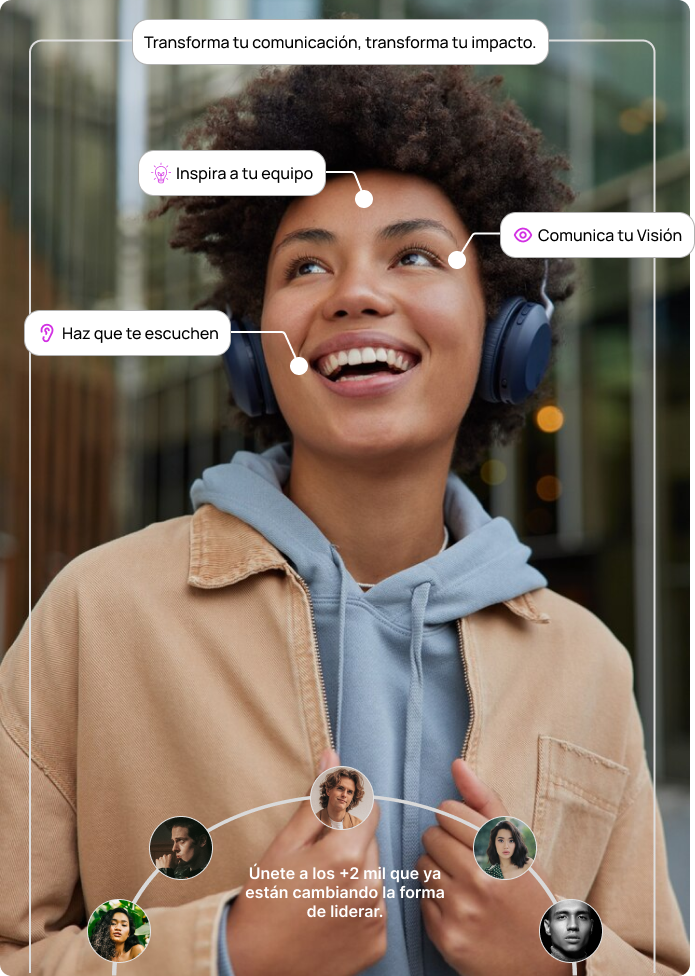 Transforma tu comunicación, transforma tu impacto.
Inspira a tu equipo
Comunica tu Visión
Haz que te escuchen
Únete a los +2 mil que ya
están cambiando la forma
de liderar.